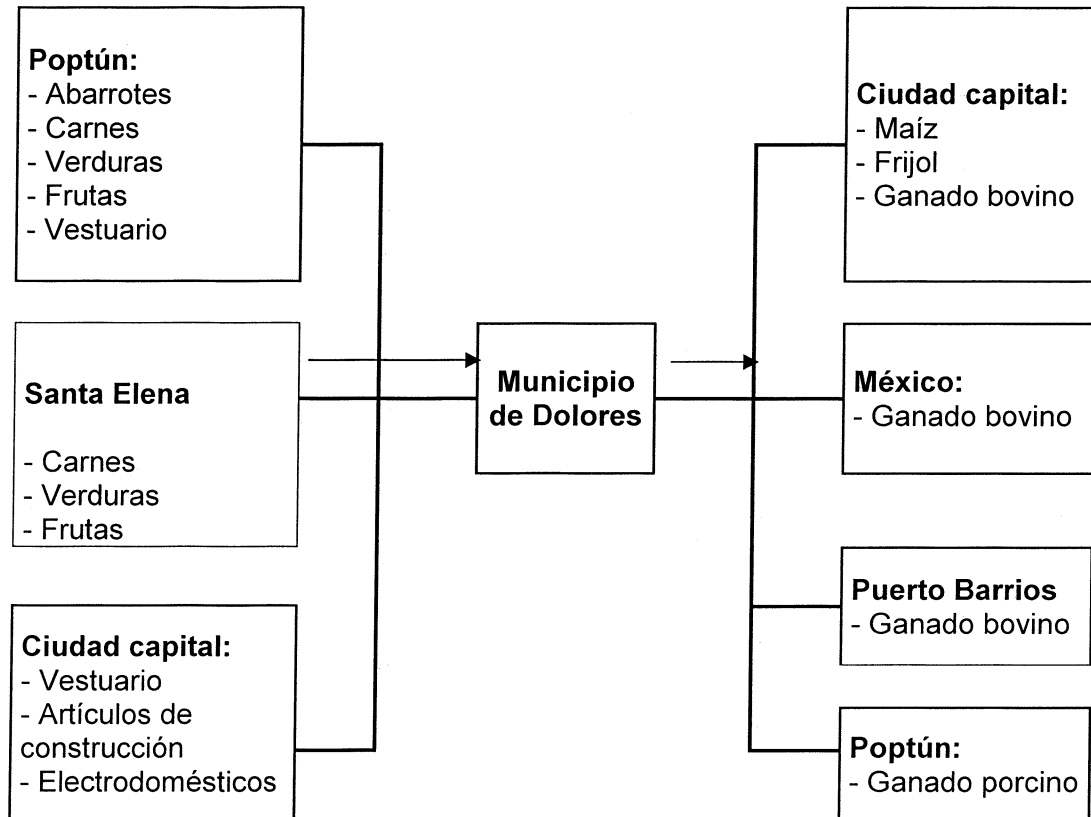 Poptún:
- Abarrotes
- Carnes
- Verduras
- Frutas
- Vestuario
Santa Elena
- Carnes
- Verduras
- Frutas
Ciudad capital:
- Vestuario
- Artículos de
construcción
- Electrodomésticos
Municipio
de Dolores
Ciudad capital:
- Maíz
- Frijol
- Ganado bovino
México:
- Ganado bovino
Puerto Barrios
- Ganado bovino
Poptún:
- Ganado porcino